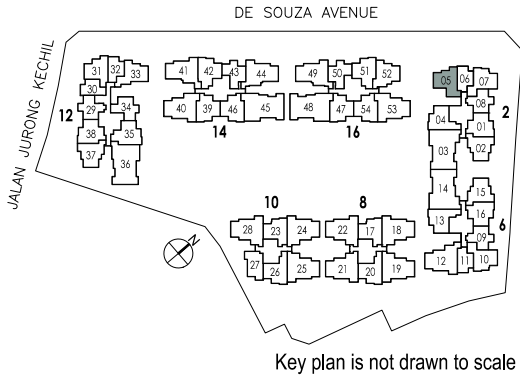 DE SOUZA AVENUE
JALAN JURONG KECHIL
31 32 33
30
29 34
12
38 35
37 36
41 42 43 44
40 39 46 45
14
49 50 51 52
48 47 54 53
16
05 06 07
08
2
04 01
03 02
14 15
13 16
6
09
12 11 10
10
28 23 24
27 26 25
8
22 17 18
21 20 19
N
Key plan is not drawn to scale